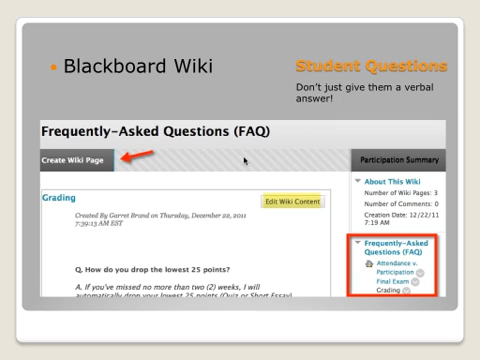 Blackboard Wiki
Student Questions
Don't just give them a verbal
answer!
Frequently-Asked Questions (FAQ)
Create Wiki Page
Participation Summary
Grading
Edit Wiki Content
Created By Garret Brand on Thursday, December 22, 2011
7:39:13 AM EST
Q. How do you drop the lowest 25 points?
A. If you've missed no more than two (2) weeks, I will
automatically drop your lowest 25 points (Quiz or Short Essay)
About This Wiki
Number of Wiki Pages: 3
Number of Comments: 0
Creation Date: 12/22/11
7:19 AM
Frequently-Asked
Questions (FAQ)
Attendance v.
Participation
Final Exam
Grading